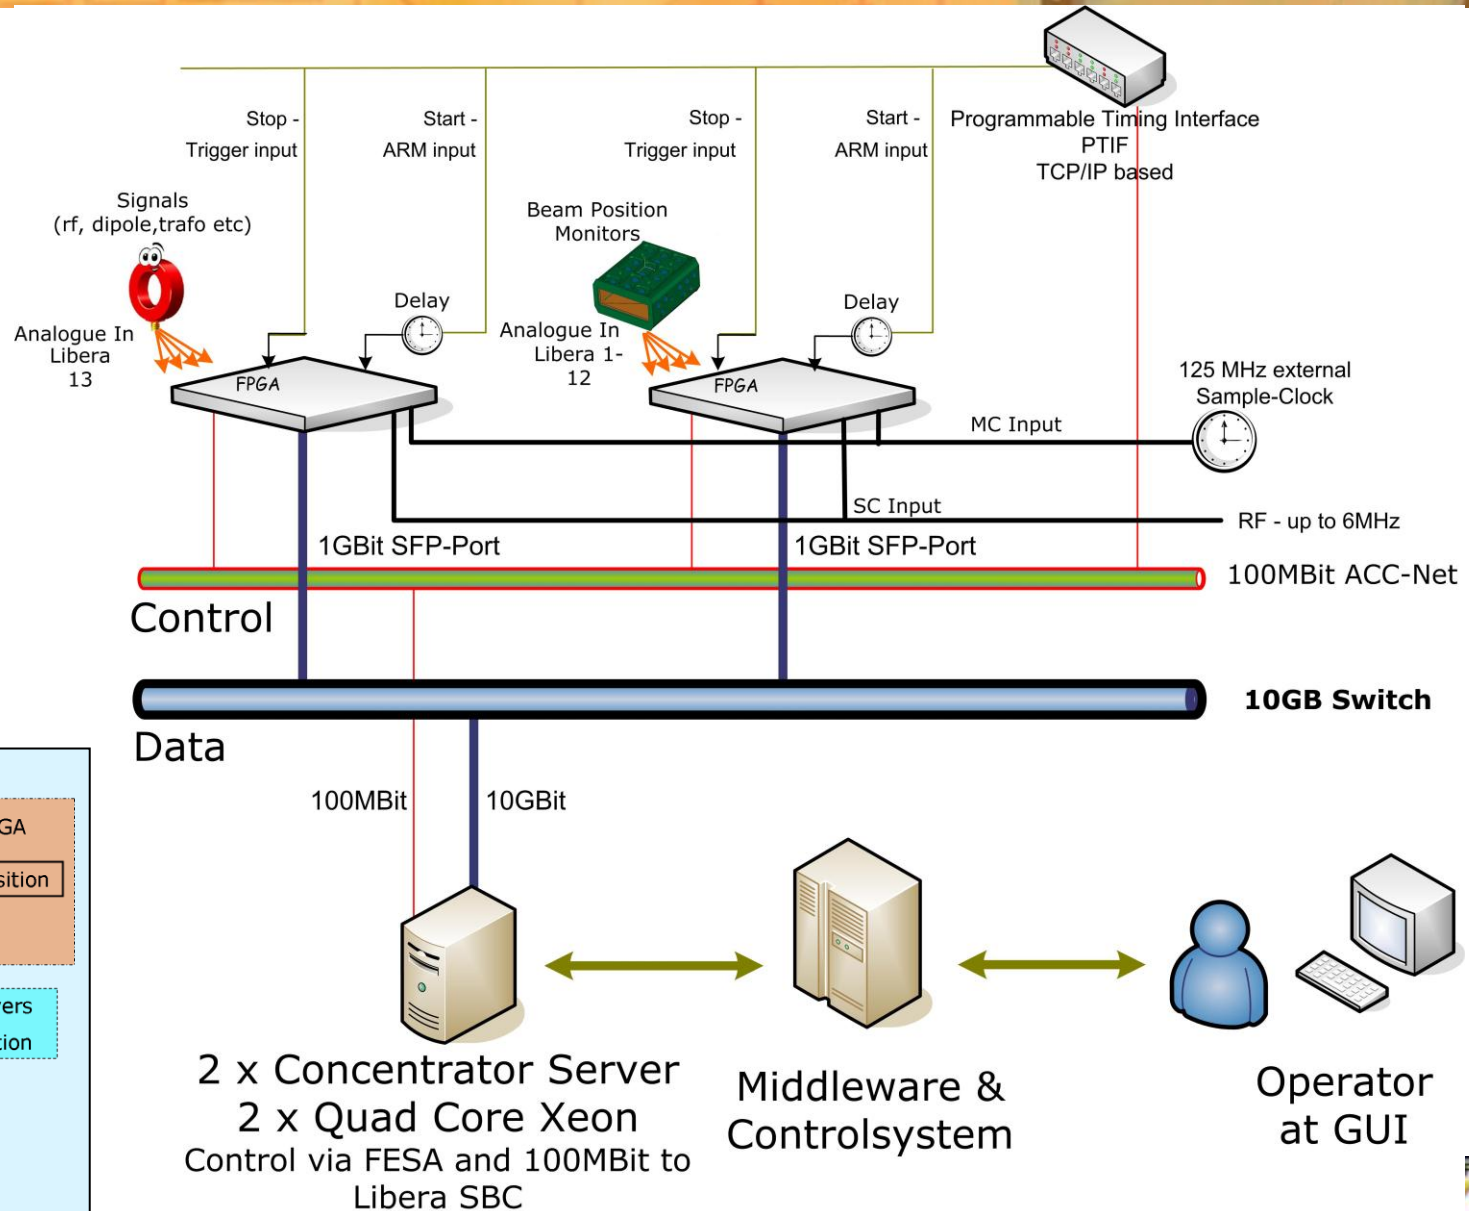 Stop -
Trigger input
Start -
ARM input
Stop -
Trigger input
Start -
ARM input
Programmable Timing Interface
PTIF
TCP/IP based
Signals
(rf, dipole,trafo etc)
Beam Position
Monitors
Delay
Delay
Analogue In
Libera
13
Analogue In
Libera 1-
12
FPGA
FPGA
125 MHz external
Sample-Clock
MC Input
SC Input
RF - up to 6MHz
1GBit SFP-Port
1GBit SFP-Port
100MBit ACC-Net
Control
10GB Switch
Data
100MBit
10GBit
GA
sition
ers
tion
2 x Concentrator Server
2 x Quad Core Xeon
Control via FESA and 100MBit to
Libera SBC
Middleware &
Controlsystem
Operator
at GUI